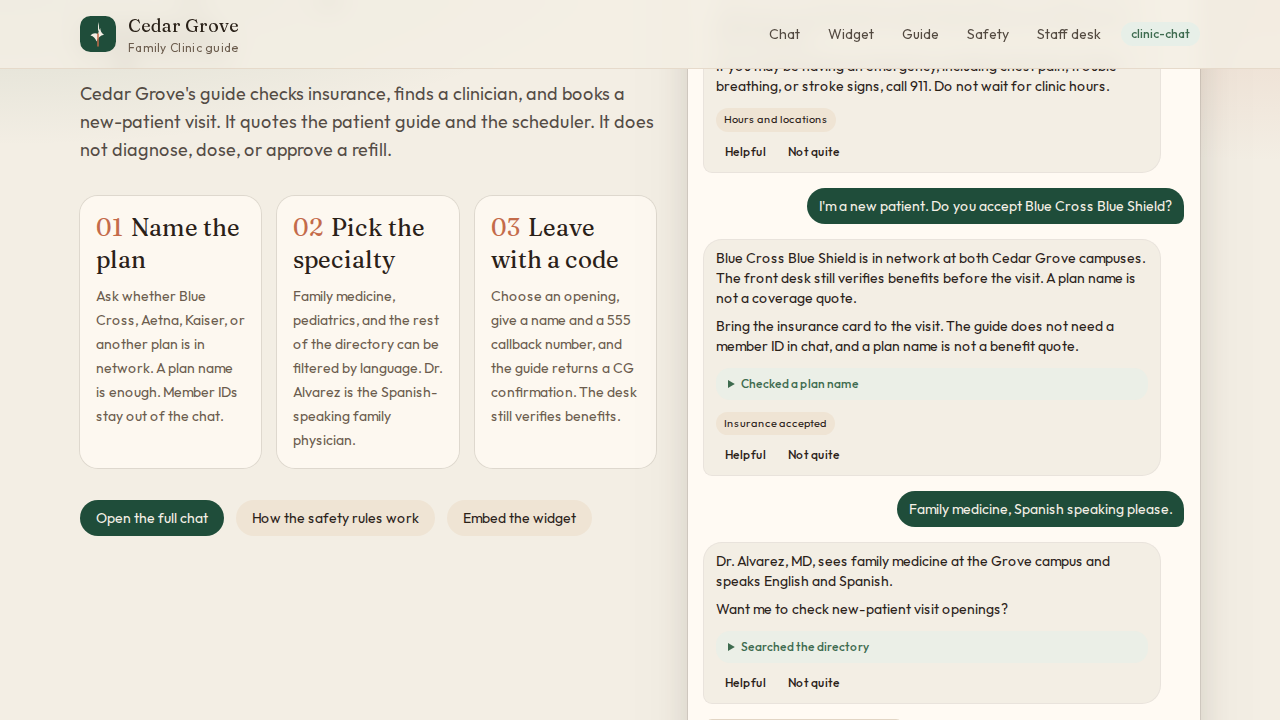 Cedar Grove
Family Clinic guide
Chat
Widget
Guide
Safety
Staff desk
clinic-chat
Cedar Grove's guide checks insurance, finds a clinician, and books a
new-patient visit. It quotes the patient guide and the scheduler. It does
not diagnose, dose, or approve a refill.
01 Name the
plan
Ask whether Blue
Cross, Aetna, Kaiser, or
another plan is in
network. A plan name
is enough. Member IDs
stay out of the chat.
02 Pick the
specialty
Family medicine,
pediatrics, and the rest
of the directory can be
filtered by language. Dr.
Alvarez is the Spanish-
speaking family
physician.
03 Leave
with a code
Choose an opening,
give a name and a 555
callback number, and
the guide returns a CG
confirmation. The desk
still verifies benefits.
Open the full chat
How the safety rules work
Embed the widget
If you may be having an emergency, including chest pain, trouble
breathing, or stroke signs, call 911. Do not wait for clinic hours.
Hours and locations
Helpful
Not quite
I'm a new patient. Do you accept Blue Cross Blue Shield?
Blue Cross Blue Shield is in network at both Cedar Grove campuses.
The front desk still verifies benefits before the visit. A plan name is
not a coverage quote.
Bring the insurance card to the visit. The guide does not need a
member ID in chat, and a plan name is not a benefit quote.
Checked a plan name
Insurance accepted
Helpful
Not quite
Family medicine, Spanish speaking please.
Dr. Alvarez, MD, sees family medicine at the Grove campus and
speaks English and Spanish.
Want me to check new-patient visit openings?
Searched the directory
Helpful
Not quite